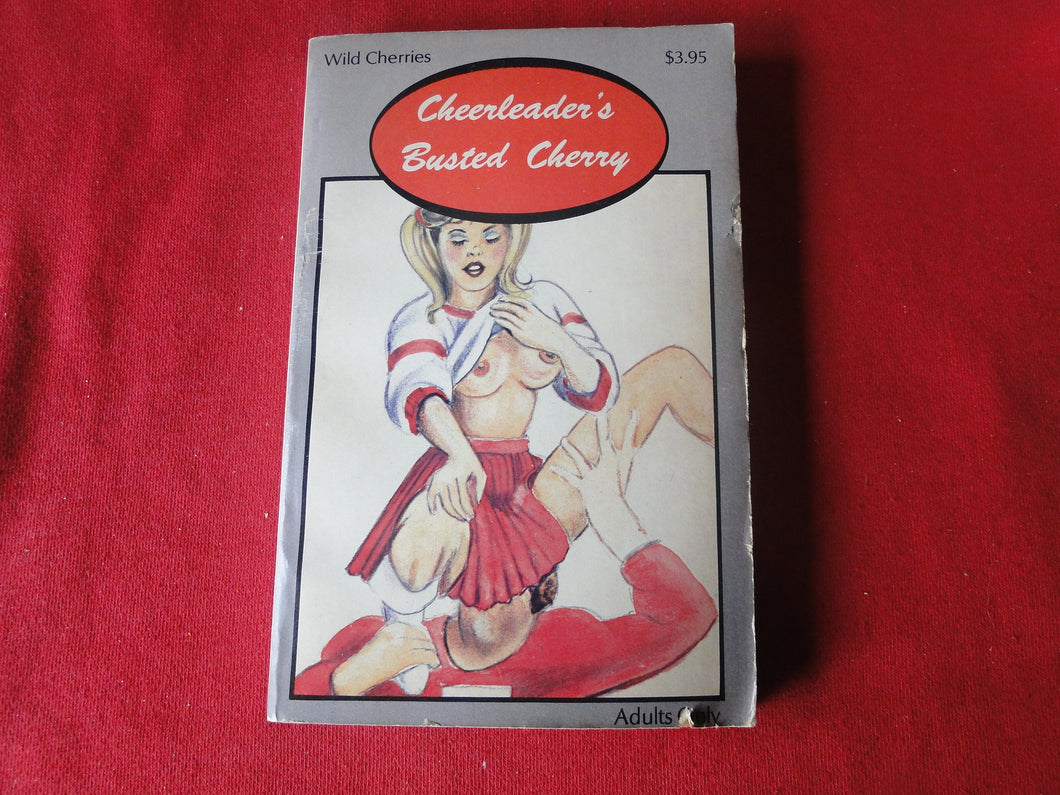 Wild Cherries
$3.95
Cheerleader's
Busted Cherry
Adults